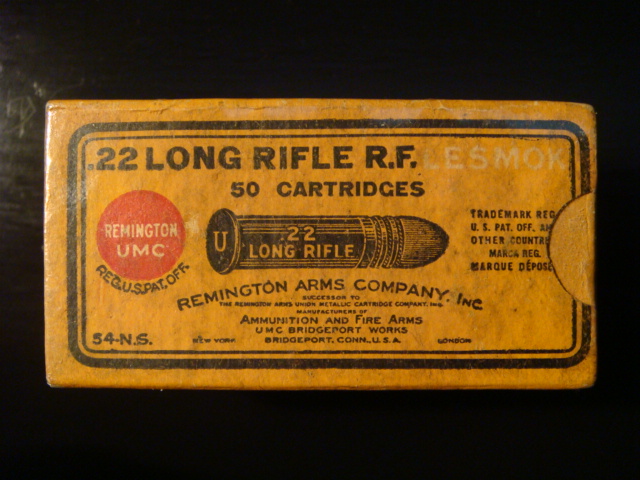 .22 LONG RIFLE R.F. LESMOK
50 CARTRIDGES
REMINGTON
UMC
REG.U.S.PAT.OFF.
U
.22
LONG RIFLE
TRADEMARK REG
U.S. PAT. OFF. AN
OTHER COUNTRI
MARCA REG.
MARQUE DÉPOSÉ
REMINGTON ARMS COMPANY, INC
SUCCESSOR TO
THE REMINGTON ARMS UNION METALLIC CARTRIDGE COMPANY, INC.
MANUFACTURERS OF
AMMUNITION AND FIRE ARMS
UMC BRIDGEPORT WORKS
BRIDGEPORT, CONN., U.S.A.
54-N.S.
NEW YORK
LONDON